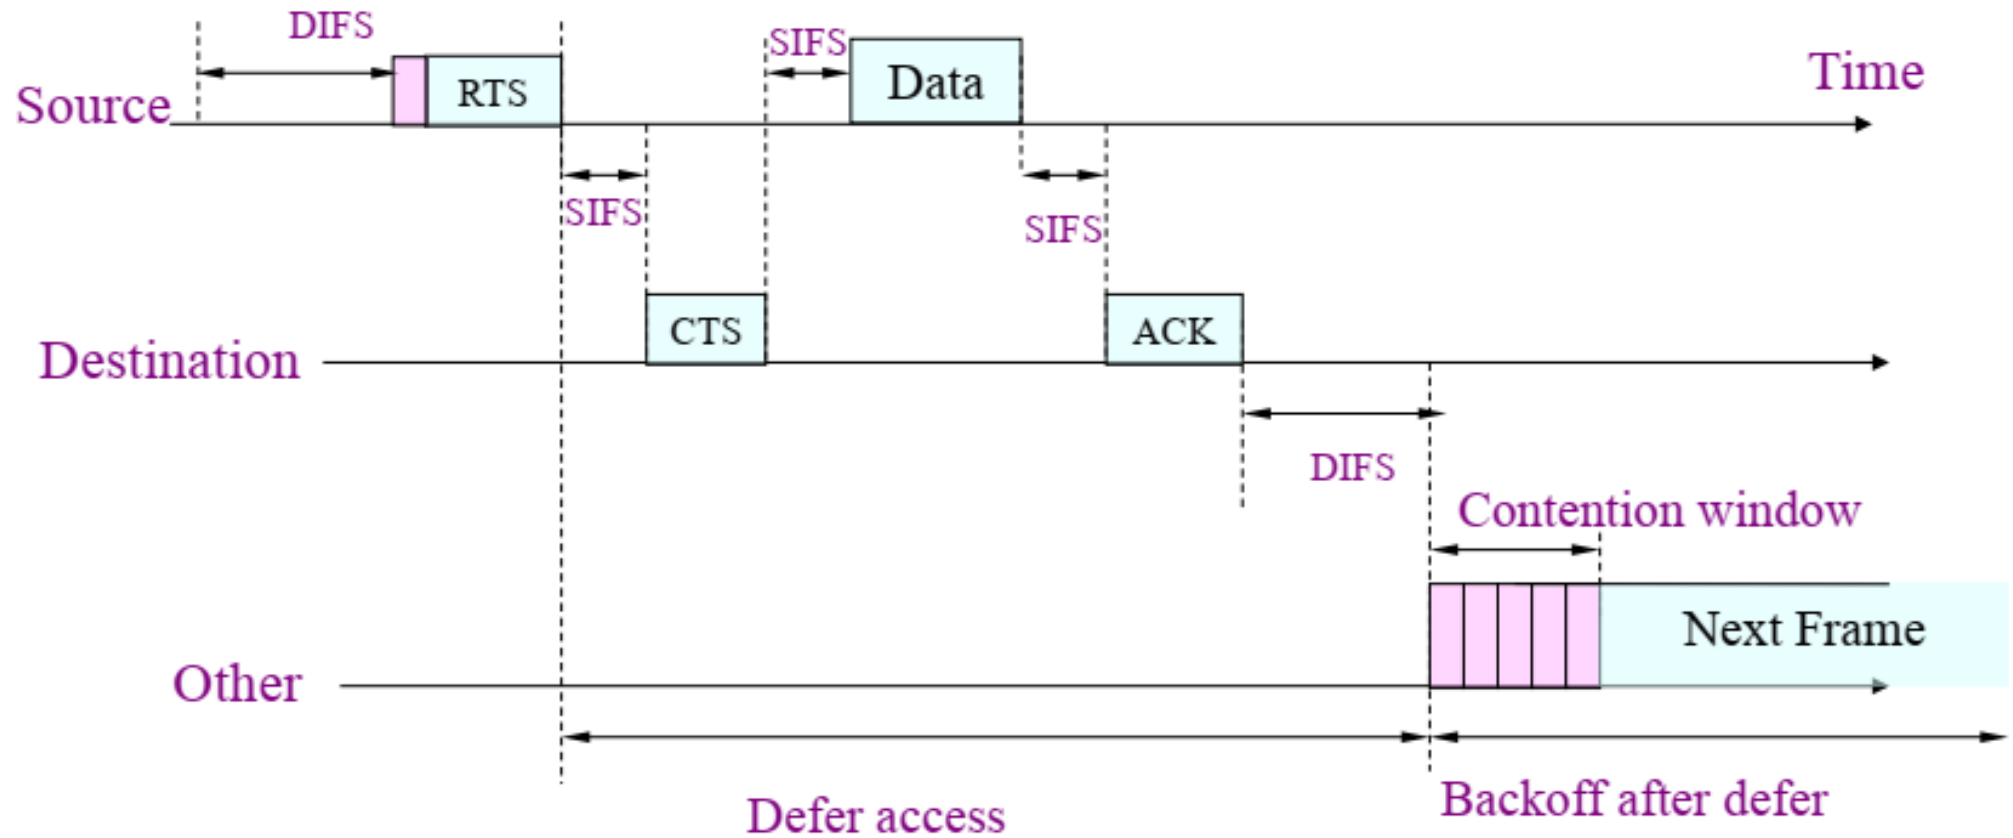 DIFS
SIFS
Data
Time
Source
RTS
SIFS
SIFS
CTS
ACK
Destination
DIFS
Contention window
Next Frame
Other
Defer access
Backoff after defer